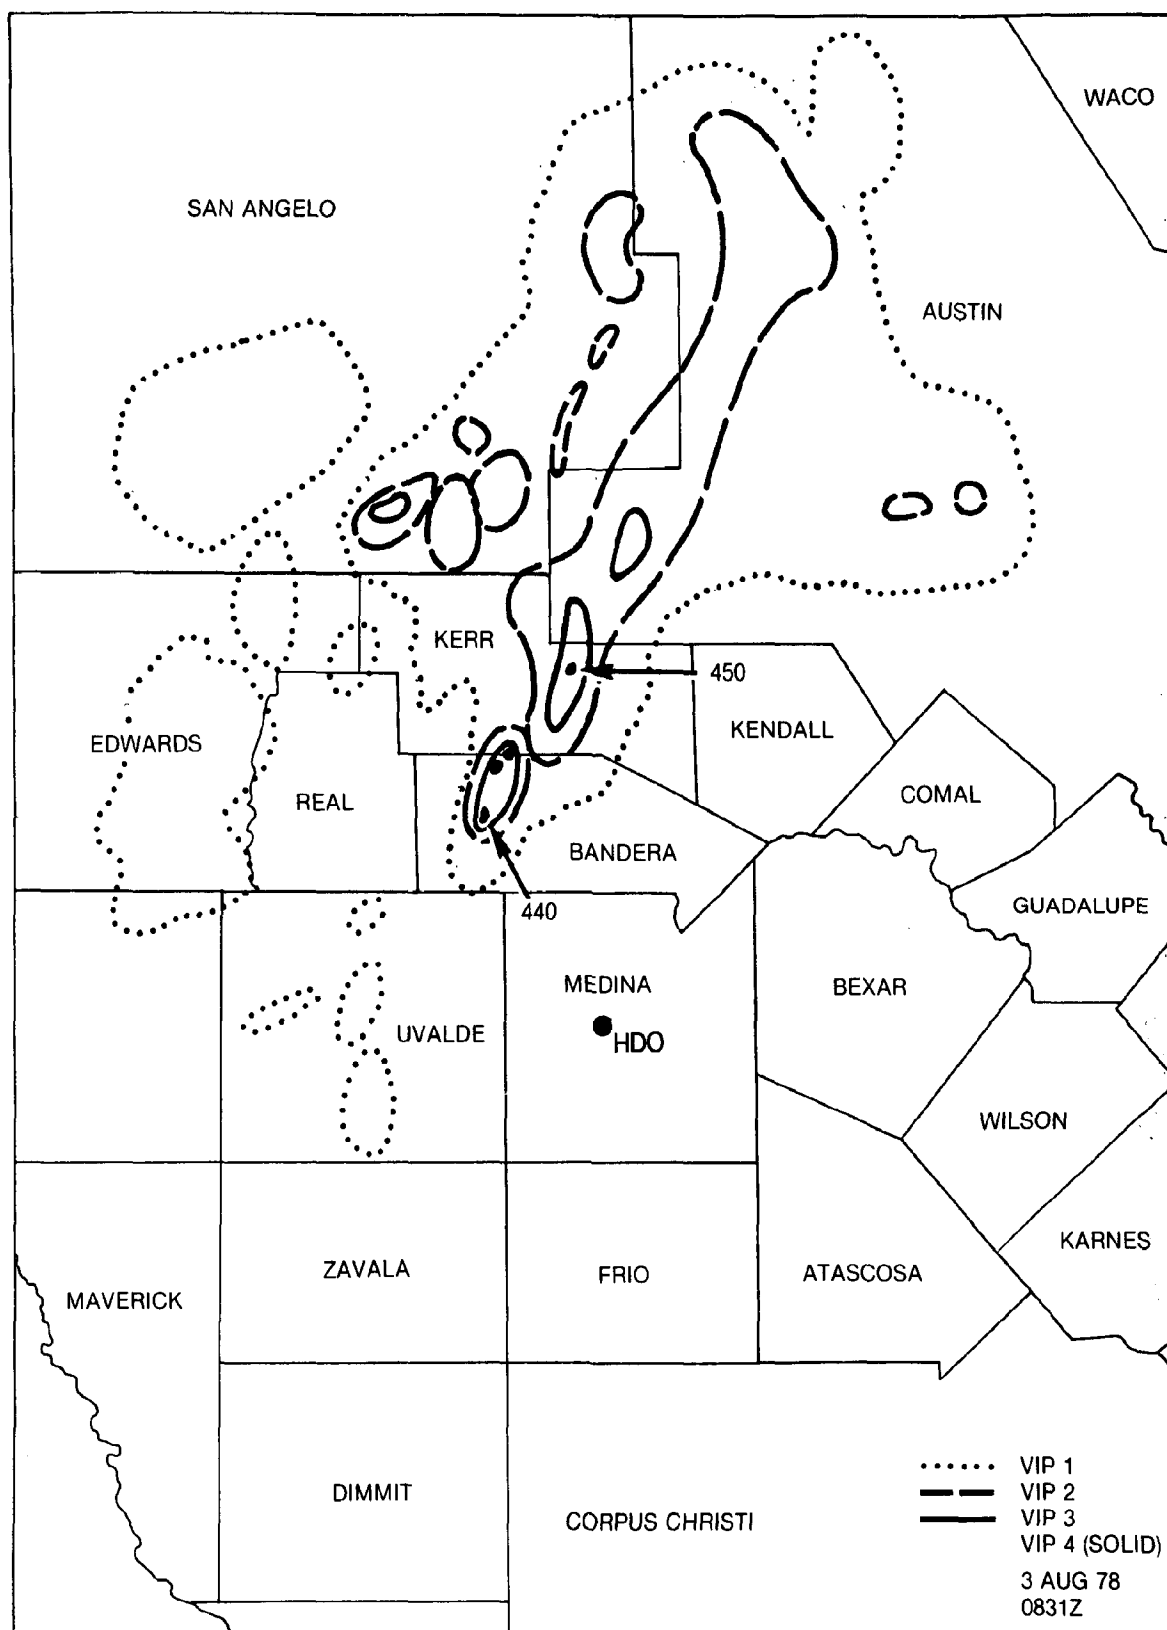 WACO
SAN ANGELO
AUSTIN
KERR
450
KENDALL
EDWARDS
REAL
COMAL
BANDERA
440
GUADALUPE
MEDINA
BEXAR
HDO
UVALDE
WILSON
KARNES
ZAVALA
FRIO
ATASCOSA
MAVERICK
DIMMIT
CORPUS CHRISTI
VIP 1
VIP 2
VIP 3
VIP 4 (SOLID)
3 AUG 78
0831Z